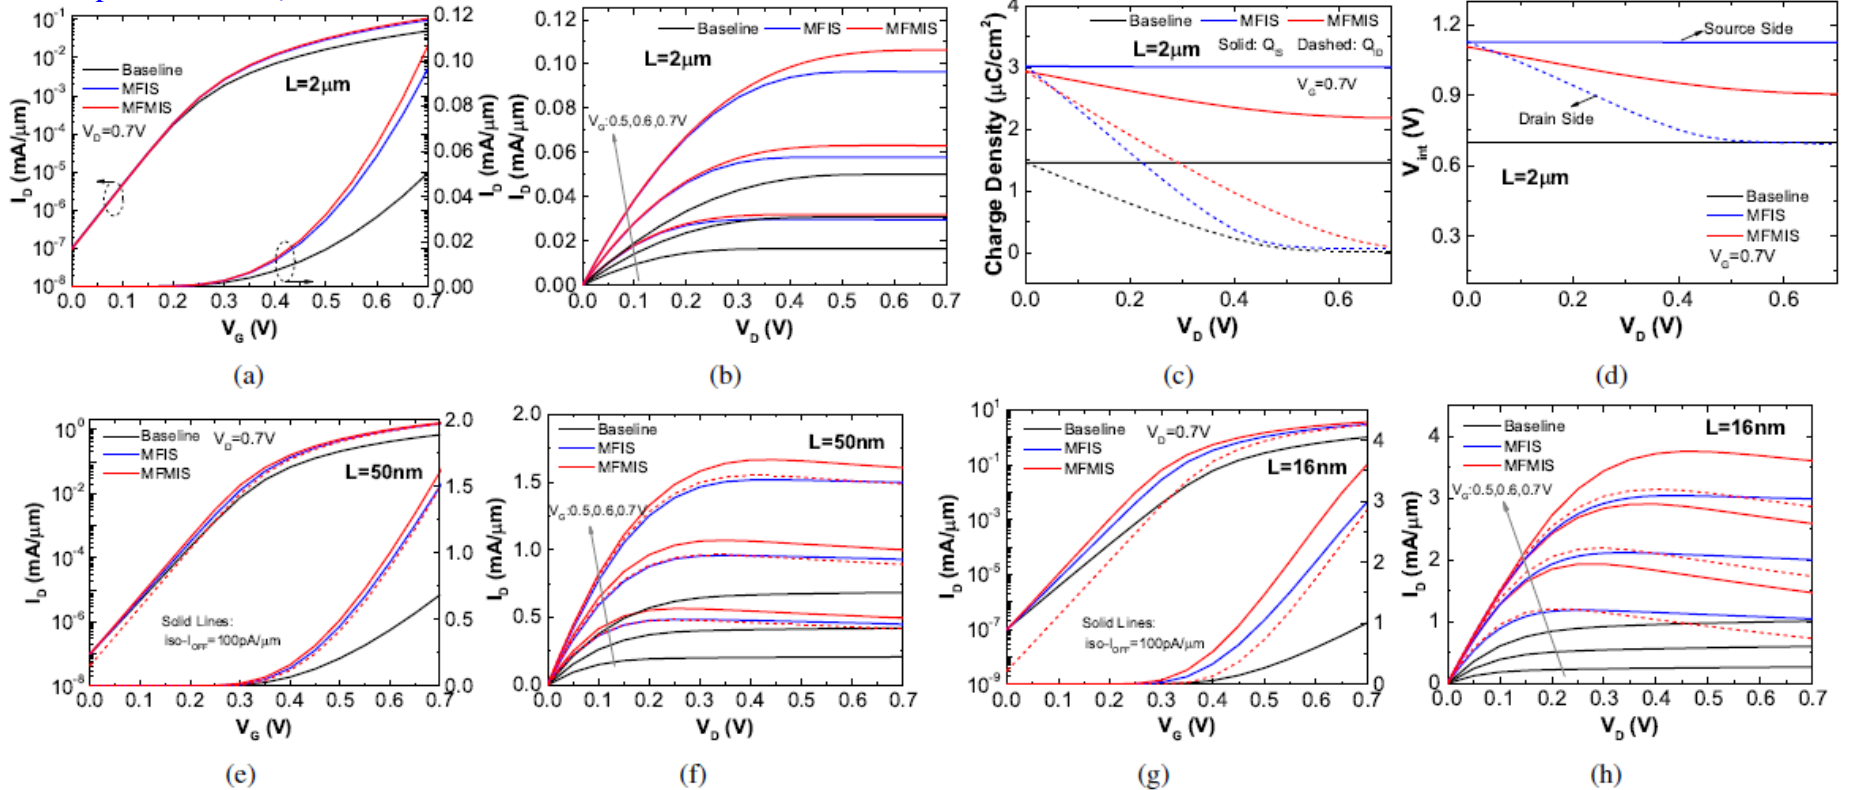 10⁻¹
10⁻²
10⁻³
10⁻⁴
10⁻⁵
10⁻⁶
10⁻⁷
10⁻⁸
I_D (mA/μm)
Baseline
MFIS
MFMIS
V_D=0.7V
L=2μm
0.12
0.10
0.08
0.06
0.04
0.02
0.00
I_D (mA/μm)
0.0 0.1 0.2 0.3 0.4 0.5 0.6 0.7
V_G (V)
(a)
0.12
0.10
0.08
0.06
0.04
0.02
0.00
I_D (mA/μm)
Baseline MFIS MFMIS
L=2μm
V_G:0.5,0.6,0.7V
0.0 0.1 0.2 0.3 0.4 0.5 0.6 0.7
V_D (V)
(b)
4
3
2
1
0
Charge Density (μC/cm²)
Baseline MFIS MFMIS
L=2μm Solid: Q_IS Dashed: Q_ID
V_G=0.7V
0.0 0.2 0.4 0.6
V_D (V)
(c)
1.2
0.9
0.6
0.3
V_int (V)
Source Side
Drain Side
L=2μm
Baseline
MFIS
MFMIS
V_G=0.7V
0.0 0.2 0.4 0.6
V_D (V)
(d)
10⁰
10⁻²
10⁻⁴
10⁻⁶
10⁻⁸
I_D (mA/μm)
Baseline V_D=0.7V
MFIS
MFMIS
L=50nm
Solid Lines:
iso-I_OFF=100pA/μm
2.0
1.5
1.0
0.5
0.0
0.0 0.1 0.2 0.3 0.4 0.5 0.6 0.7
V_G (V)
(e)
2.0
1.5
1.0
0.5
0.0
I_D (mA/μm)
Baseline
MFIS
MFMIS
L=50nm
V_G:0.5,0.6,0.7V
0.0 0.1 0.2 0.3 0.4 0.5 0.6 0.7
V_D (V)
(f)
10¹
10⁻¹
10⁻³
10⁻⁵
10⁻⁷
10⁻⁹
I_D (mA/μm)
Baseline V_D=0.7V
MFIS
MFMIS
L=16nm
Solid Lines:
iso-I_OFF=100pA/μm
4
3
2
1
0
0.0 0.1 0.2 0.3 0.4 0.5 0.6 0.7
V_G (V)
(g)
4
3
2
1
0
I_D (mA/μm)
Baseline
MFIS
MFMIS
L=16nm
V_G:0.5,0.6,0.7V
0.0 0.1 0.2 0.3 0.4 0.5 0.6 0.7
V_D (V)
(h)